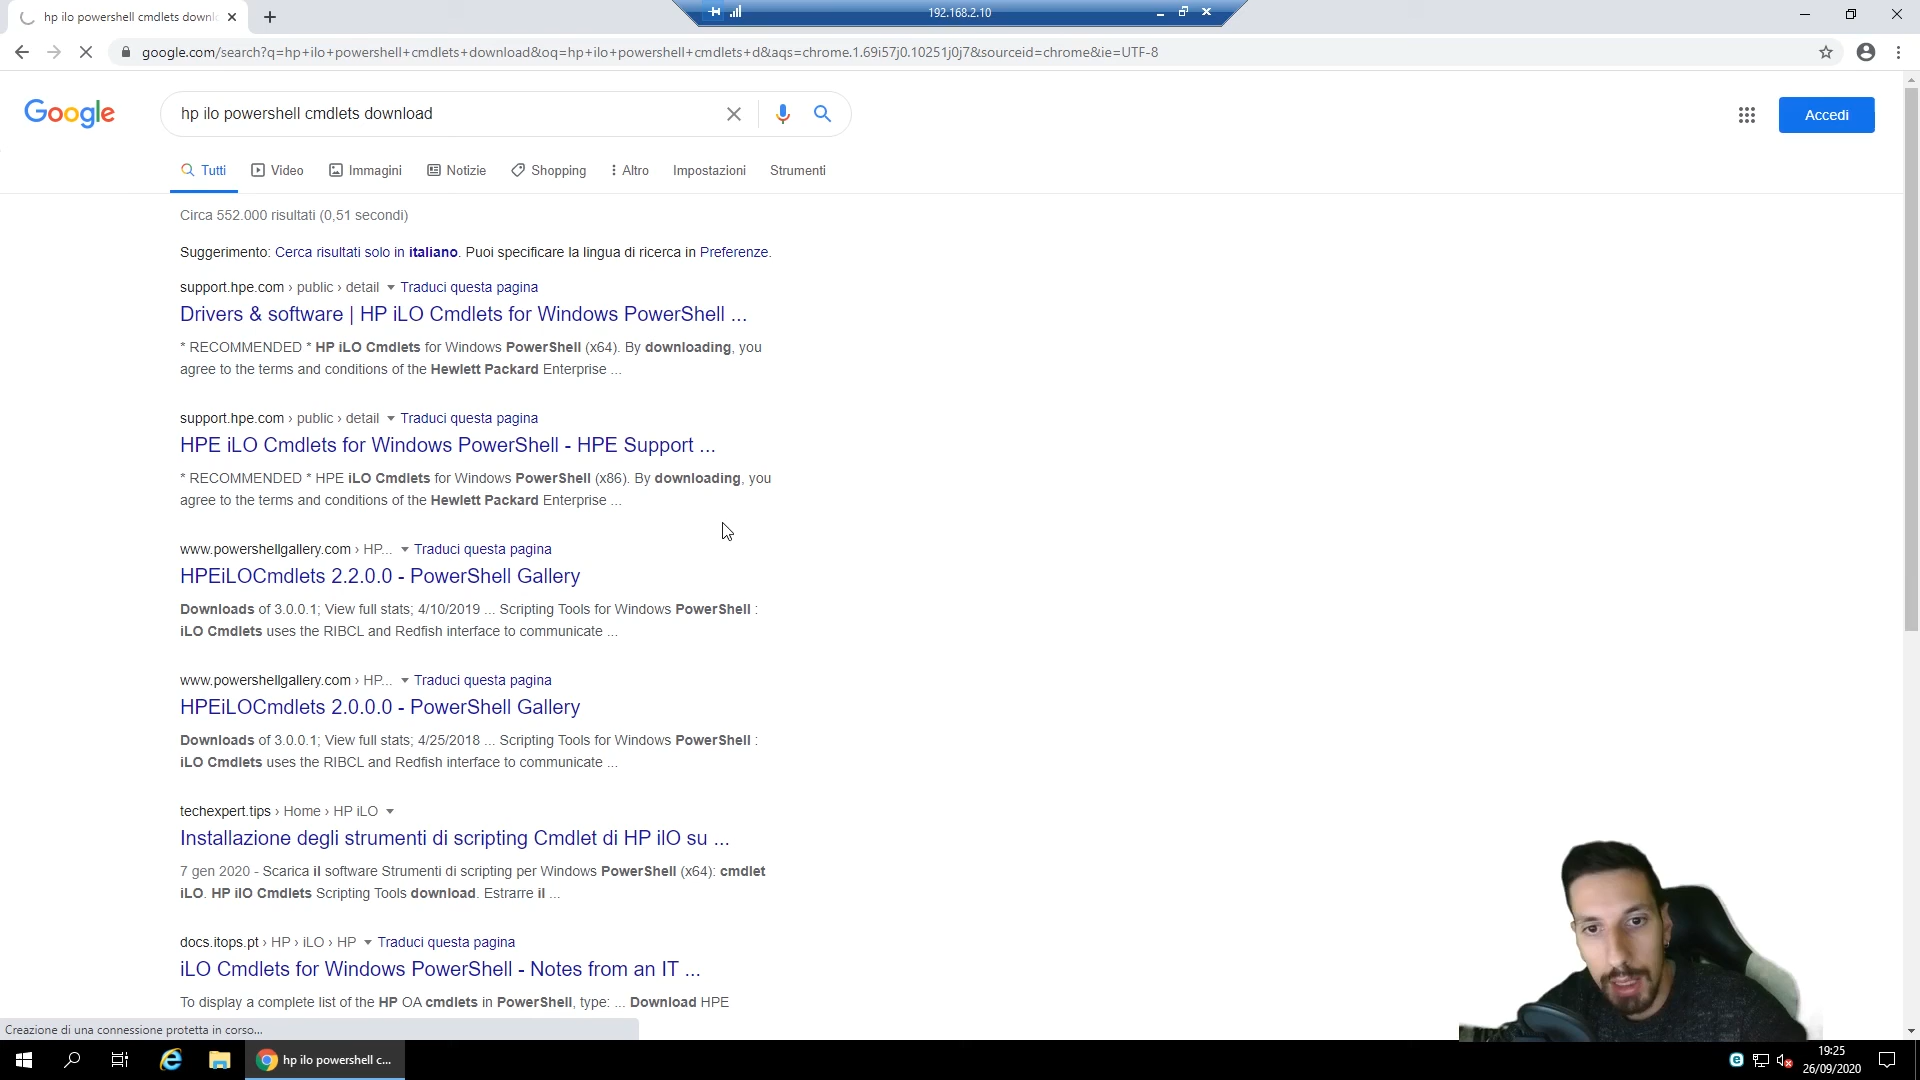 hp ilo powershell cmdlets downl
192.168.2.10
google.com/search?q=hp+ilo+powershell+cmdlets+download&oq=hp+ilo+powershell+cmdlets+d&aqs=chrome.1.69i57j0.10251j0j7&sourceid=chrome&ie=UTF-8
Google
hp ilo powershell cmdlets download
Accedi
Tutti Video Immagini Notizie Shopping Altro Impostazioni Strumenti
Circa 552.000 risultati (0,51 secondi)
Suggerimento: Cerca risultati solo in italiano. Puoi specificare la lingua di ricerca in Preferenze.
support.hpe.com › public › detail Traduci questa pagina
Drivers & software | HP iLO Cmdlets for Windows PowerShell ...
* RECOMMENDED * HP iLO Cmdlets for Windows PowerShell (x64). By downloading, you
agree to the terms and conditions of the Hewlett Packard Enterprise ...
support.hpe.com › public › detail Traduci questa pagina
HPE iLO Cmdlets for Windows PowerShell - HPE Support ...
* RECOMMENDED * HPE iLO Cmdlets for Windows PowerShell (x86). By downloading, you
agree to the terms and conditions of the Hewlett Packard Enterprise ...
www.powershellgallery.com › HP... Traduci questa pagina
HPEiLOCmdlets 2.2.0.0 - PowerShell Gallery
Downloads of 3.0.0.1; View full stats; 4/10/2019 ... Scripting Tools for Windows PowerShell :
iLO Cmdlets uses the RIBCL and Redfish interface to communicate ...
www.powershellgallery.com › HP... Traduci questa pagina
HPEiLOCmdlets 2.0.0.0 - PowerShell Gallery
Downloads of 3.0.0.1; View full stats; 4/25/2018 ... Scripting Tools for Windows PowerShell :
iLO Cmdlets uses the RIBCL and Redfish interface to communicate ...
techexpert.tips › Home › HP iLO
Installazione degli strumenti di scripting Cmdlet di HP ilO su ...
7 gen 2020 - Scarica il software Strumenti di scripting per Windows PowerShell (x64): cmdlet
iLO. HP ilO Cmdlets Scripting Tools download. Estrarre il ...
docs.itops.pt › HP › iLO › HP Traduci questa pagina
iLO Cmdlets for Windows PowerShell - Notes from an IT ...
To display a complete list of the HP OA cmdlets in PowerShell, type: ... Download HPE
Creazione di una connessione protetta in corso...
hp ilo powershell c...
19:25
26/09/2020